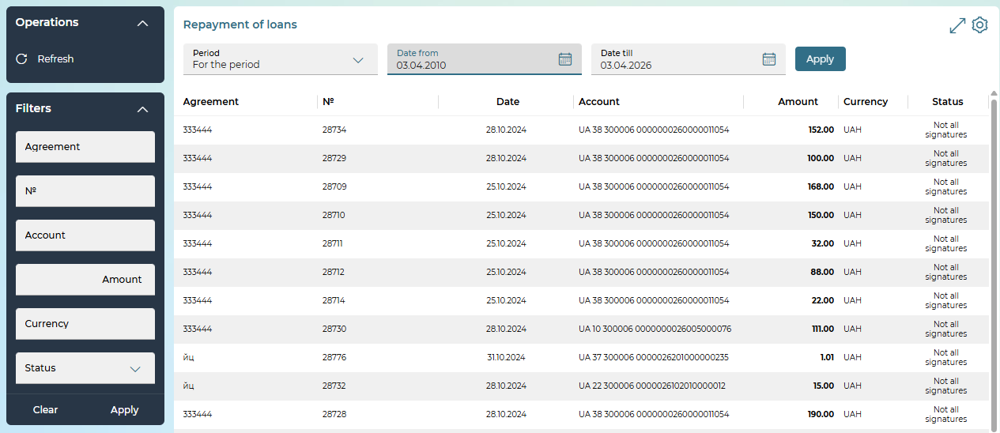 Operations
Refresh
Filters
Agreement
№
Account
Amount
Currency
Status
Clear Apply
Repayment of loans
Period
For the period
Date from
03.04.2010
Date till
03.04.2026
Apply
Agreement № Date Account Amount Currency Status
333444 28734 28.10.2024 UA 38 300006 0000000260000011054 152.00 UAH Not all signatures
333444 28729 28.10.2024 UA 38 300006 0000000260000011054 100.00 UAH Not all signatures
333444 28709 25.10.2024 UA 38 300006 0000000260000011054 168.00 UAH Not all signatures
333444 28710 25.10.2024 UA 38 300006 0000000260000011054 150.00 UAH Not all signatures
333444 28711 25.10.2024 UA 38 300006 0000000260000011054 32.00 UAH Not all signatures
333444 28712 25.10.2024 UA 38 300006 0000000260000011054 88.00 UAH Not all signatures
333444 28714 25.10.2024 UA 38 300006 0000000260000011054 22.00 UAH Not all signatures
333444 28730 28.10.2024 UA 10 300006 0000000026005000076 111.00 UAH Not all signatures
йц 28776 31.10.2024 UA 37 300006 0000026201000000235 1.01 UAH Not all signatures
йц 28732 28.10.2024 UA 22 300006 0000026102010000012 15.00 UAH Not all signatures
333444 28728 28.10.2024 UA 38 300006 0000000260000011054 190.00 UAH Not all signatures